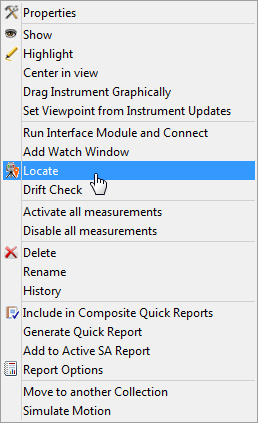 Properties
Show
Highlight
Center in view
Drag Instrument Graphically
Set Viewpoint from Instrument Updates
Run Interface Module and Connect
Add Watch Window
Locate
Drift Check
Activate all measurements
Disable all measurements
Delete
Rename
History
Include in Composite Quick Reports
Generate Quick Report
Add to Active SA Report
Report Options
Move to another Collection
Simulate Motion